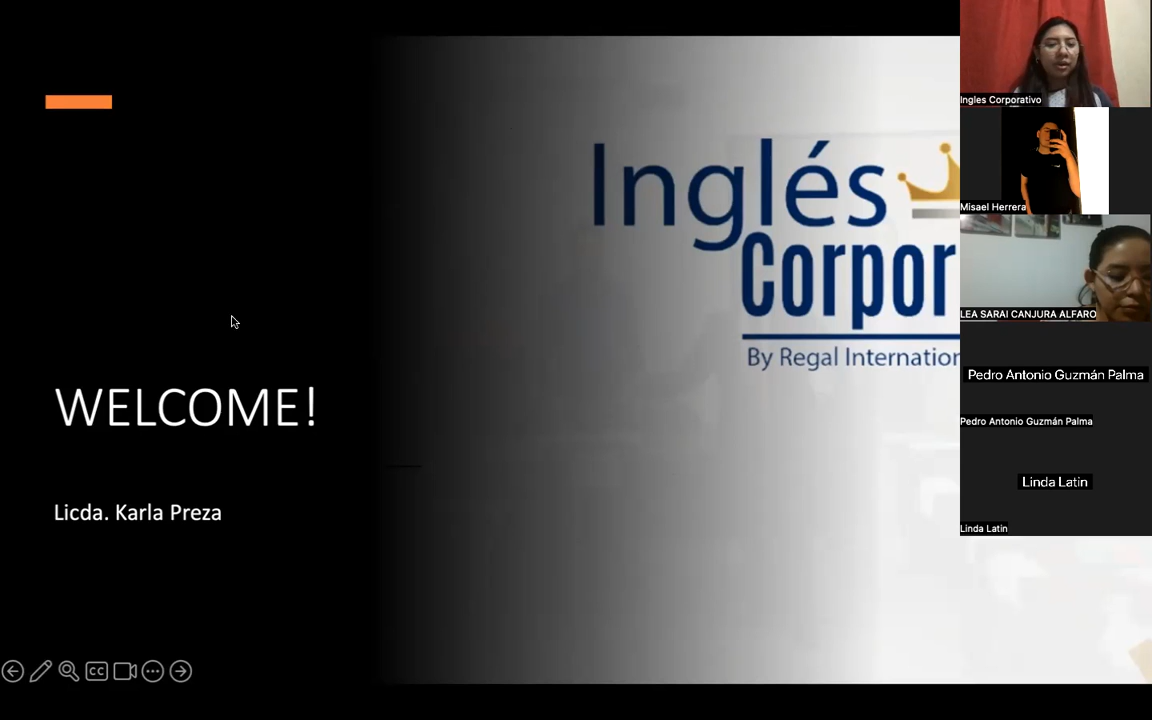 WELCOME!
Licda. Karla Preza
Inglés
Corpor
By Regal Internation
Ingles Corporativo
Misael Herrera
LEA SARAI CANJURA ALFARO
Pedro Antonio Guzmán Palma
Pedro Antonio Guzmán Palma
Linda Latin
Linda Latin
CC